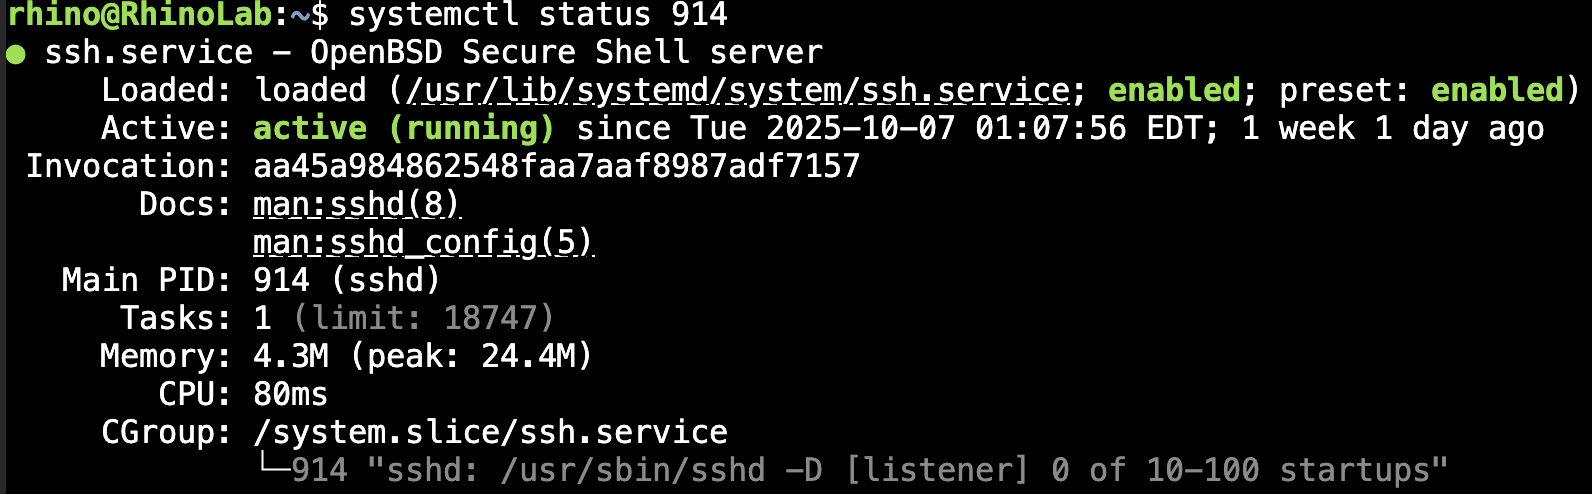 rhino@RhinoLab:~$ systemctl status 914
● ssh.service - OpenBSD Secure Shell server
Loaded: loaded (/usr/lib/systemd/system/ssh.service; enabled; preset: enabled)
Active: active (running) since Tue 2025-10-07 01:07:56 EDT; 1 week 1 day ago
Invocation: aa45a984862548faa7aaf8987adf7157
Docs: man:sshd(8)
man:sshd_config(5)
Main PID: 914 (sshd)
Tasks: 1 (limit: 18747)
Memory: 4.3M (peak: 24.4M)
CPU: 80ms
CGroup: /system.slice/ssh.service
└─914 "sshd: /usr/sbin/sshd -D [listener] 0 of 10-100 startups"